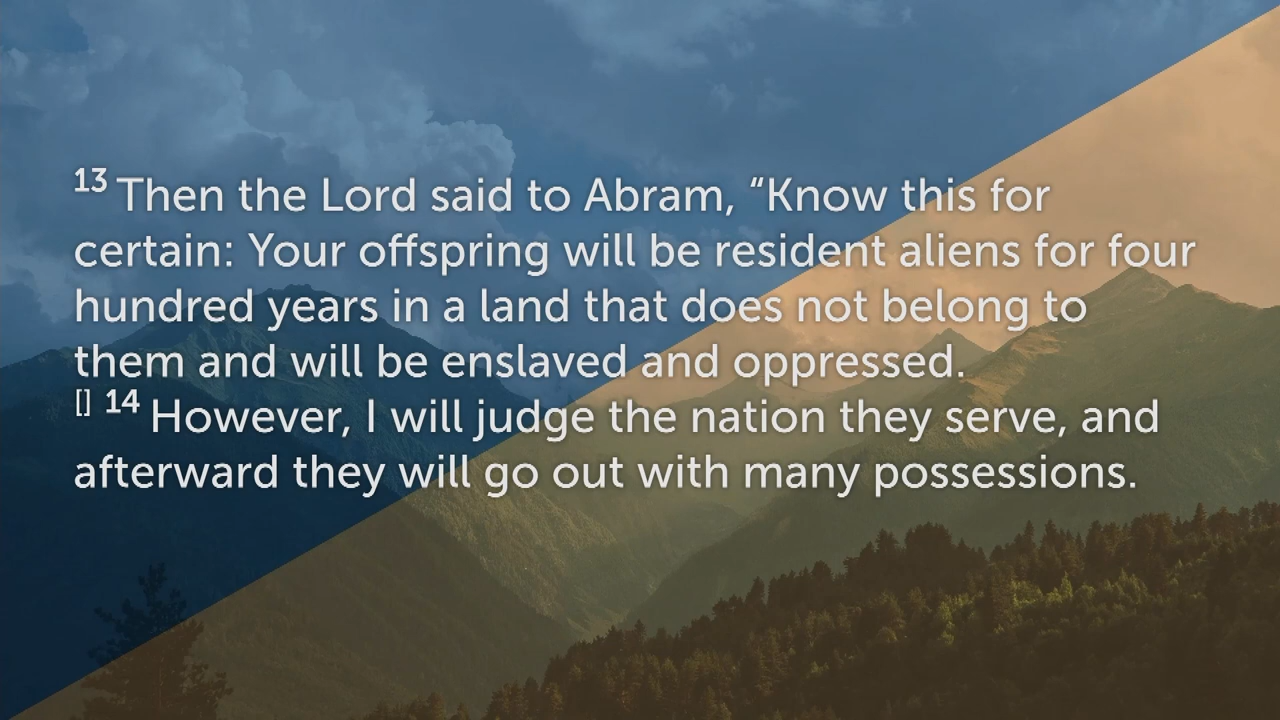 13 Then the Lord said to Abram, “Know this for
certain: Your offspring will be resident aliens for four
hundred years in a land that does not belong to
them and will be enslaved and oppressed.
[] 14 However, I will judge the nation they serve, and
afterward they will go out with many possessions.